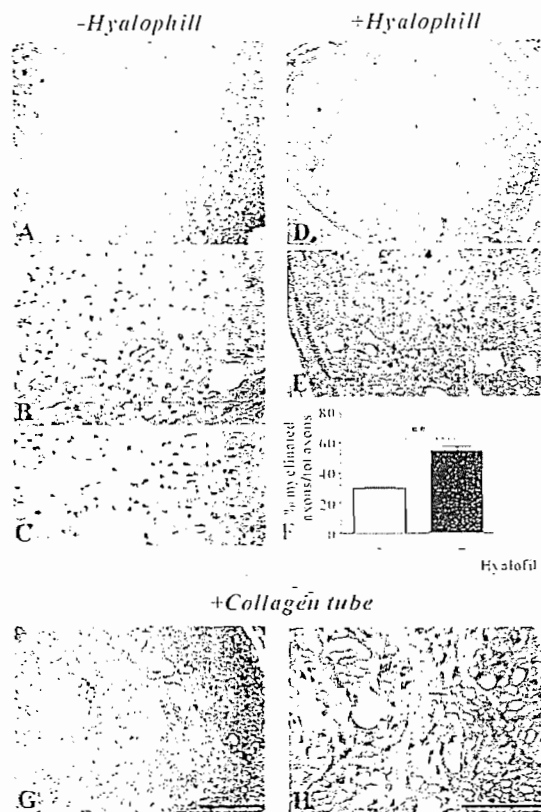 -Hyalophill
+Hyalophill
A
D
B
E
C
80
60
40
20
0
% myelinated
axons/tot axons
**
F
-
Hyalofil
+Collagen tube
G
H